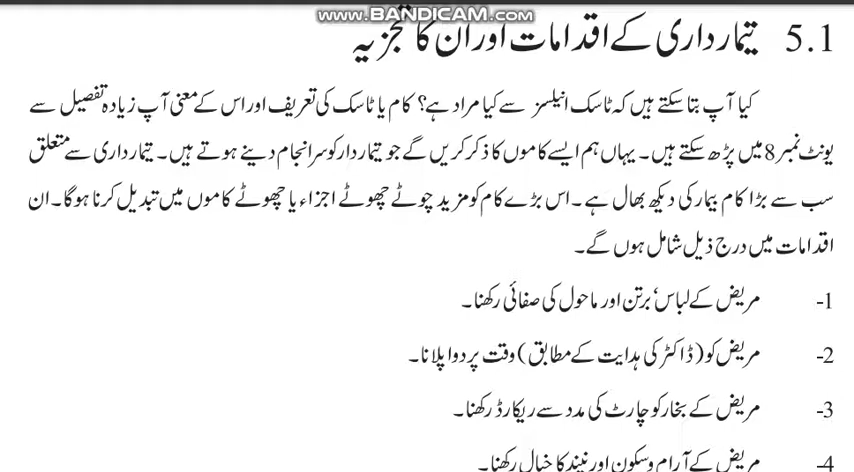 www.BANDICAM.com
5.1 تیمارداری کے اقدامات اور ان کا تجزیہ
کیا آپ بتا سکتے ہیں کہ ٹاسک انیلسز سے کیا مراد ہے؟ کام یا ٹاسک کی تعریف اور اس کے معنی آپ زیادہ تفصیل سے
یونٹ نمبر 8 میں پڑھ سکتے ہیں۔ یہاں ہم ایسے کاموں کا ذکر کریں گے جو تیماردار کو سرانجام دینے ہوتے ہیں۔ تیمارداری سے متعلق
سب سے بڑا کام بیمار کی دیکھ بھال ہے۔ اس بڑے کام کو مزید چوٹے چھوٹے اجزاء یا چھوٹے کاموں میں تبدیل کرنا ہوگا۔ ان
اقدامات میں درج ذیل شامل ہوں گے۔
1- مریض کے لباس‘ برتن اور ماحول کی صفائی رکھنا۔
2- مریض کو (ڈاکٹر کی ہدایت کے مطابق) وقت پر دوا پلانا۔
3- مریض کے بخار کو چارٹ کی مدد سے ریکارڈ رکھنا۔
4- مریض کے آرام و سکون اور نیند کا خیال رکھنا۔